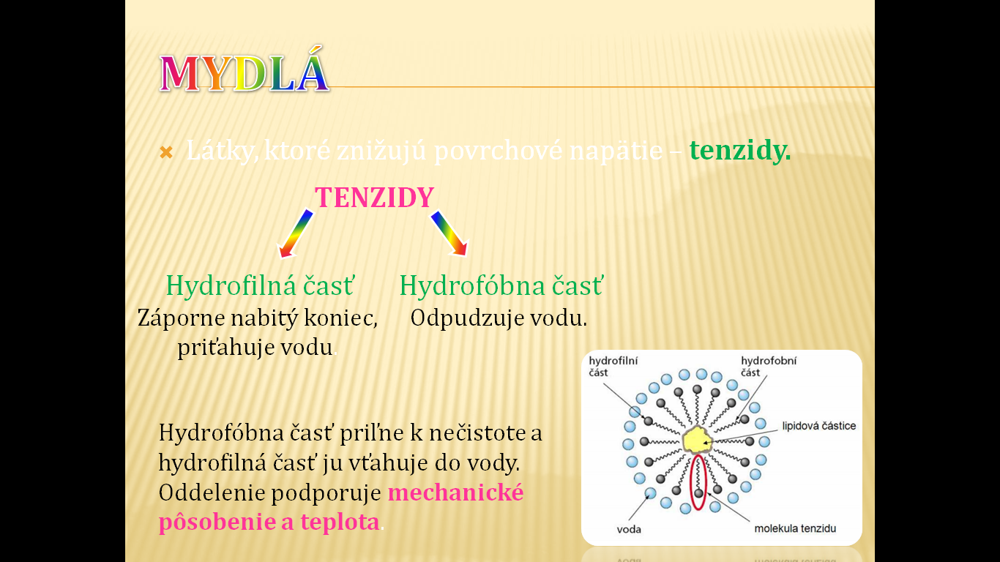 MYDLÁ
Látky, ktoré znižujú povrchové napätie – tenzidy.
TENZIDY
Hydrofilná časť
Záporne nabitý koniec,
priťahuje vodu.
Hydrofóbna časť
Odpudzuje vodu.
Hydrofóbna časť priľne k nečistote a
hydrofilná časť ju vťahuje do vody.
Oddelenie podporuje mechanické
pôsobenie a teplota.
hydrofilní
část
hydrofobní
část
lipidová částice
voda
molekula tenzidu